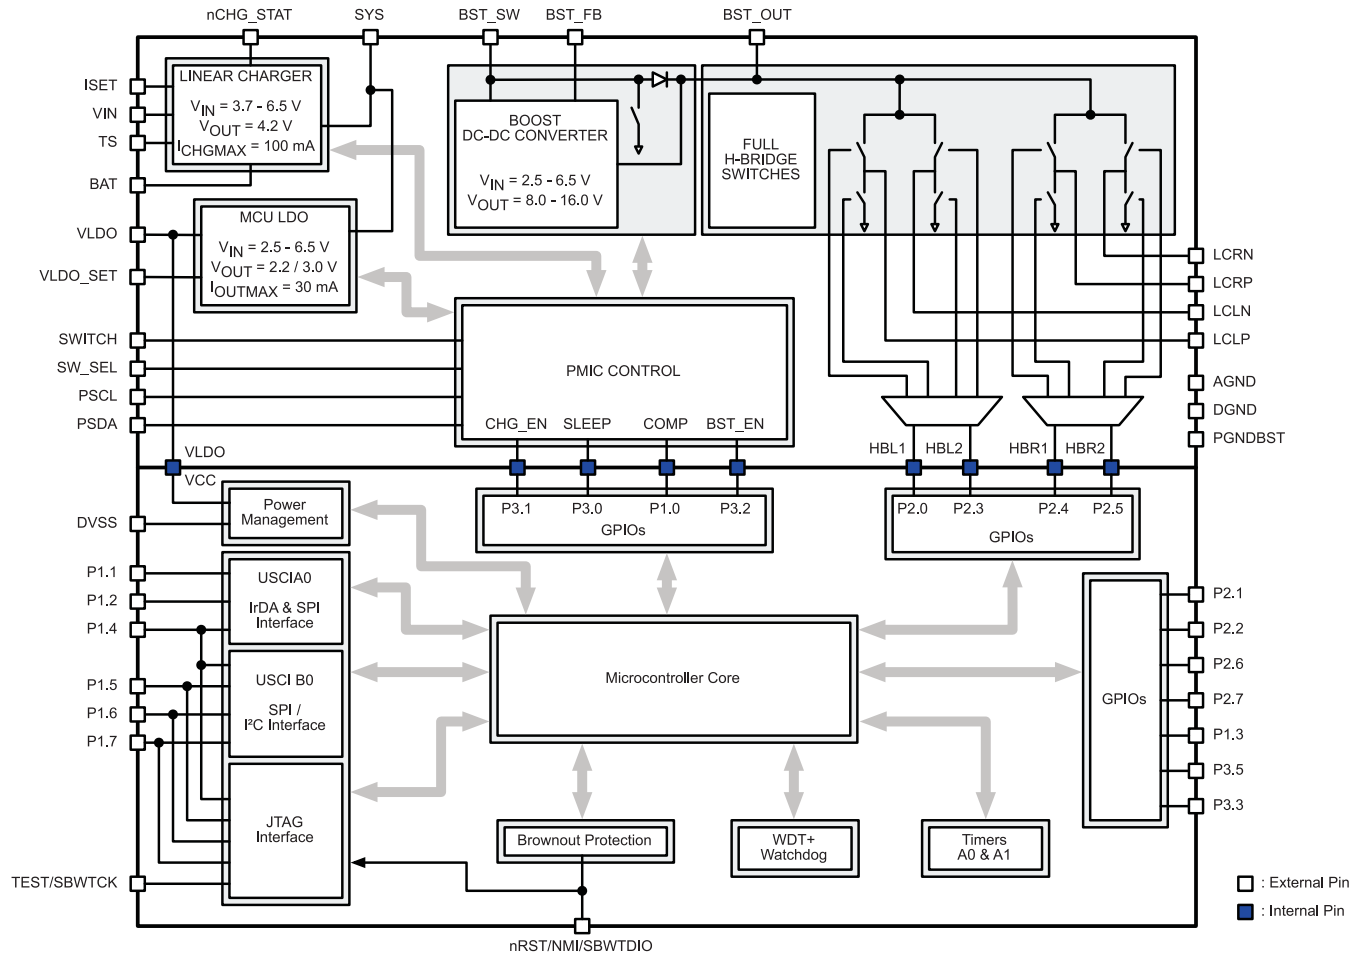 nCHG_STAT
SYS
BST_SW
BST_FB
BST_OUT
ISET
VIN
TS
BAT
LINEAR CHARGER
VIN = 3.7 - 6.5 V
VOUT = 4.2 V
ICHGMAX = 100 mA
BOOST
DC-DC CONVERTER
VIN = 2.5 - 6.5 V
VOUT = 8.0 - 16.0 V
FULL
H-BRIDGE
SWITCHES
VLDO
VLDO_SET
MCU LDO
VIN = 2.5 - 6.5 V
VOUT = 2.2 / 3.0 V
IOUTMAX = 30 mA
LCRN
LCRP
LCLN
LCLP
AGND
DGND
PGNDBST
SWITCH
SW_SEL
PSCL
PSDA
PMIC CONTROL
CHG_EN
SLEEP
COMP
BST_EN
HBL1
HBL2
HBR1
HBR2
VLDO
VCC
DVSS
Power
Management
P3.1
P3.0
P1.0
P3.2
GPIOs
P2.0
P2.3
P2.4
P2.5
GPIOs
P1.1
P1.2
P1.4
USCIA0
IrDA & SPI
Interface
P1.5
P1.6
P1.7
USCI B0
SPI /
I²C Interface
JTAG
Interface
TEST/SBWTCK
Microcontroller Core
GPIOs
P2.1
P2.2
P2.6
P2.7
P1.3
P3.5
P3.3
Brownout Protection
WDT+
Watchdog
Timers
A0 & A1
nRST/NMI/SBWTDIO
: External Pin
: Internal Pin